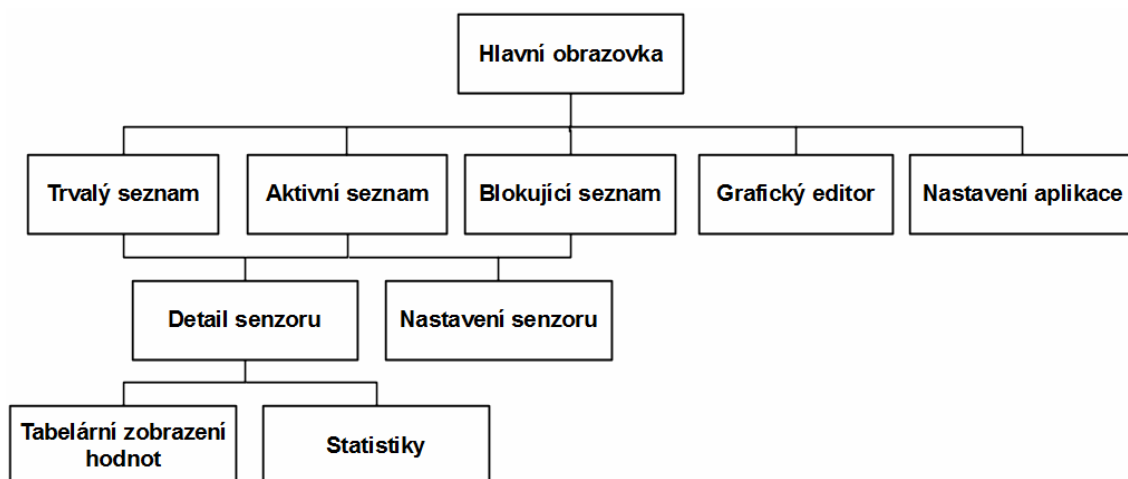 Hlavní obrazovka
Trvalý seznam
Aktivní seznam
Blokující seznam
Grafický editor
Nastavení aplikace
Detail senzoru
Nastavení senzoru
Tabelární zobrazení
hodnot
Statistiky